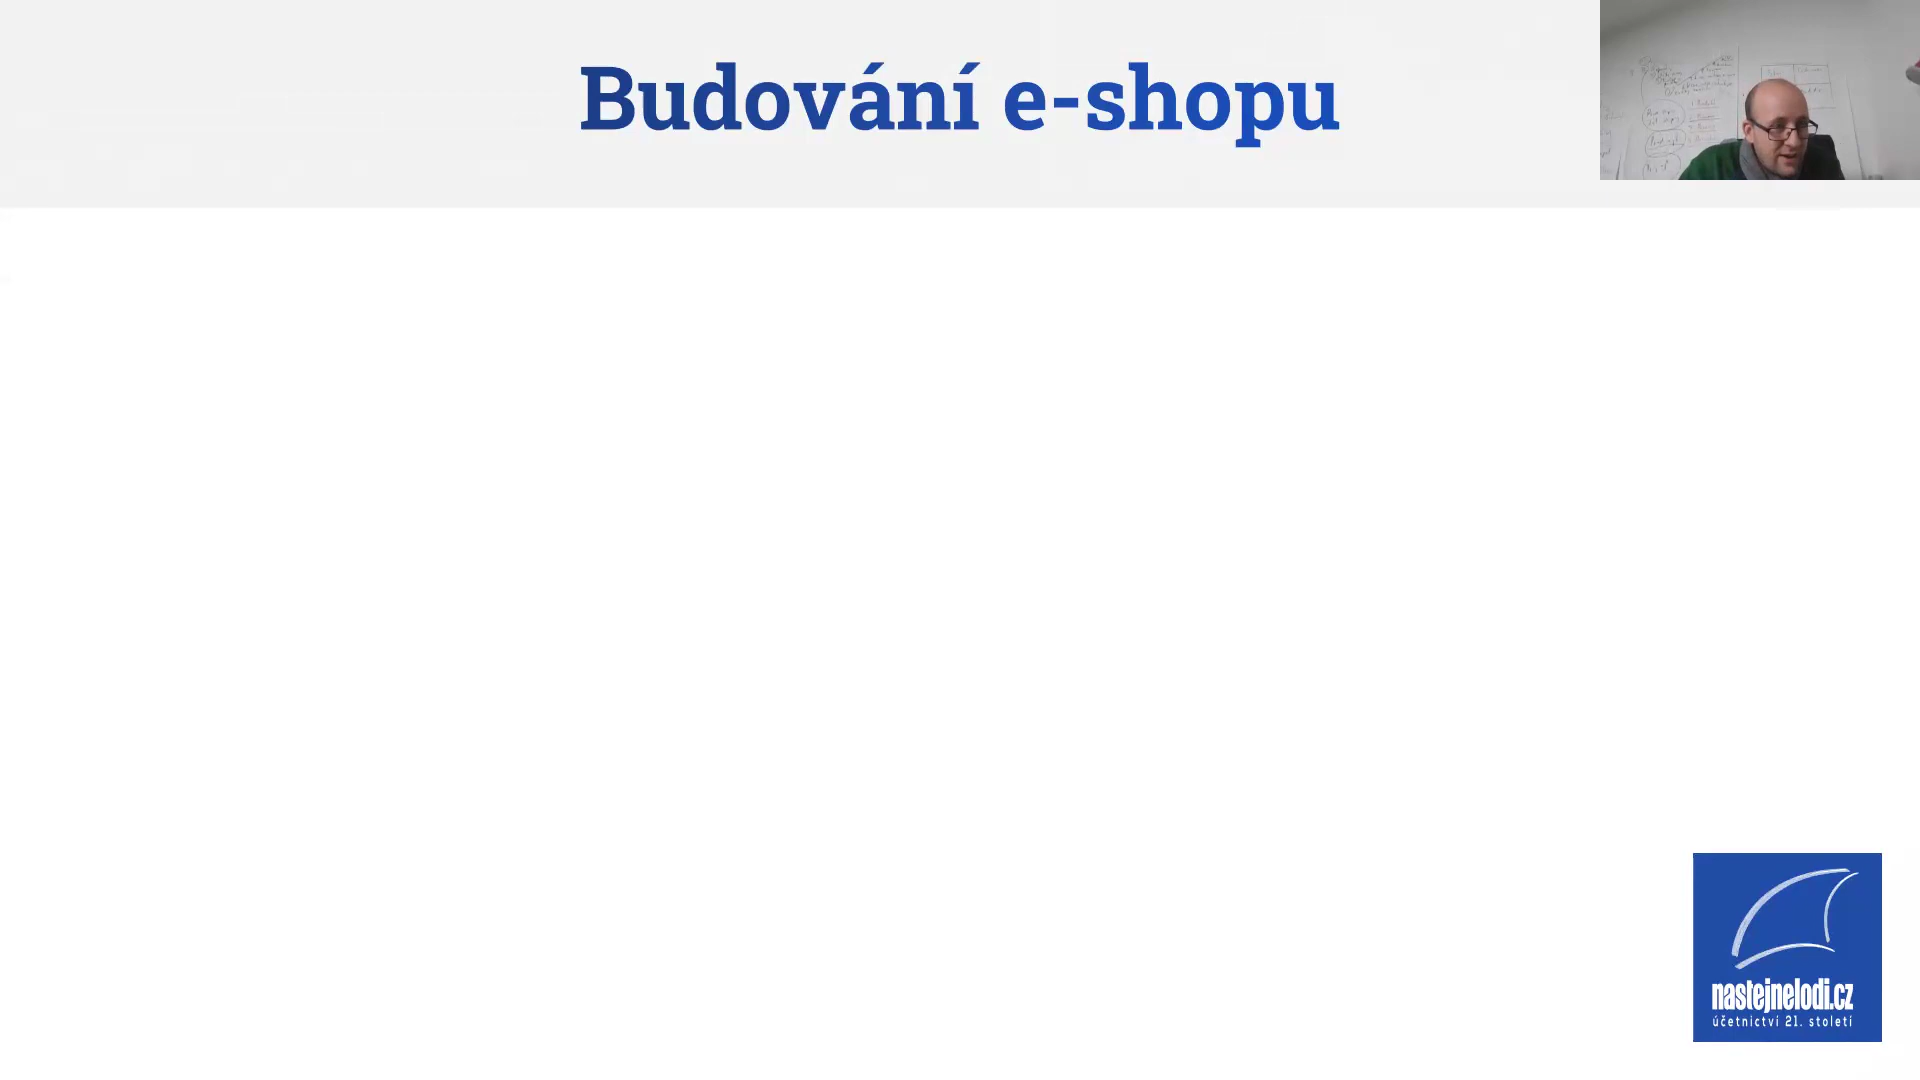 Budování e-shopu
nastejnelodi.cz
účetnictví 21. století